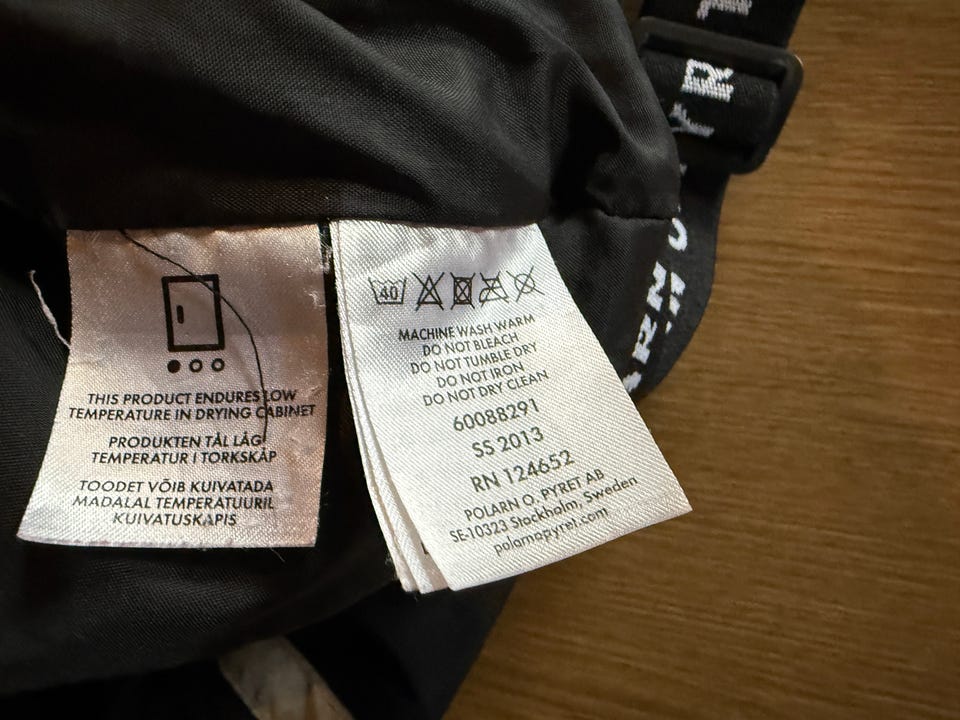 THIS PRODUCT ENDURES LOW
TEMPERATURE IN DRYING CABINET
PRODUKTEN TÅL LÅG
TEMPERATUR I TORKSKÅP
TOODET VÕIB KUIVATADA
MADALAL TEMPERATUURIL
KUIVATUSKAPIS
40
MACHINE WASH WARM
DO NOT BLEACH
DO NOT TUMBLE DRY
DO NOT IRON
DO NOT DRY CLEAN
60088291
SS 2013
RN 124652
POLARN O. PYRET AB
SE-10323 Stockholm, Sweden
polarnopyret.com